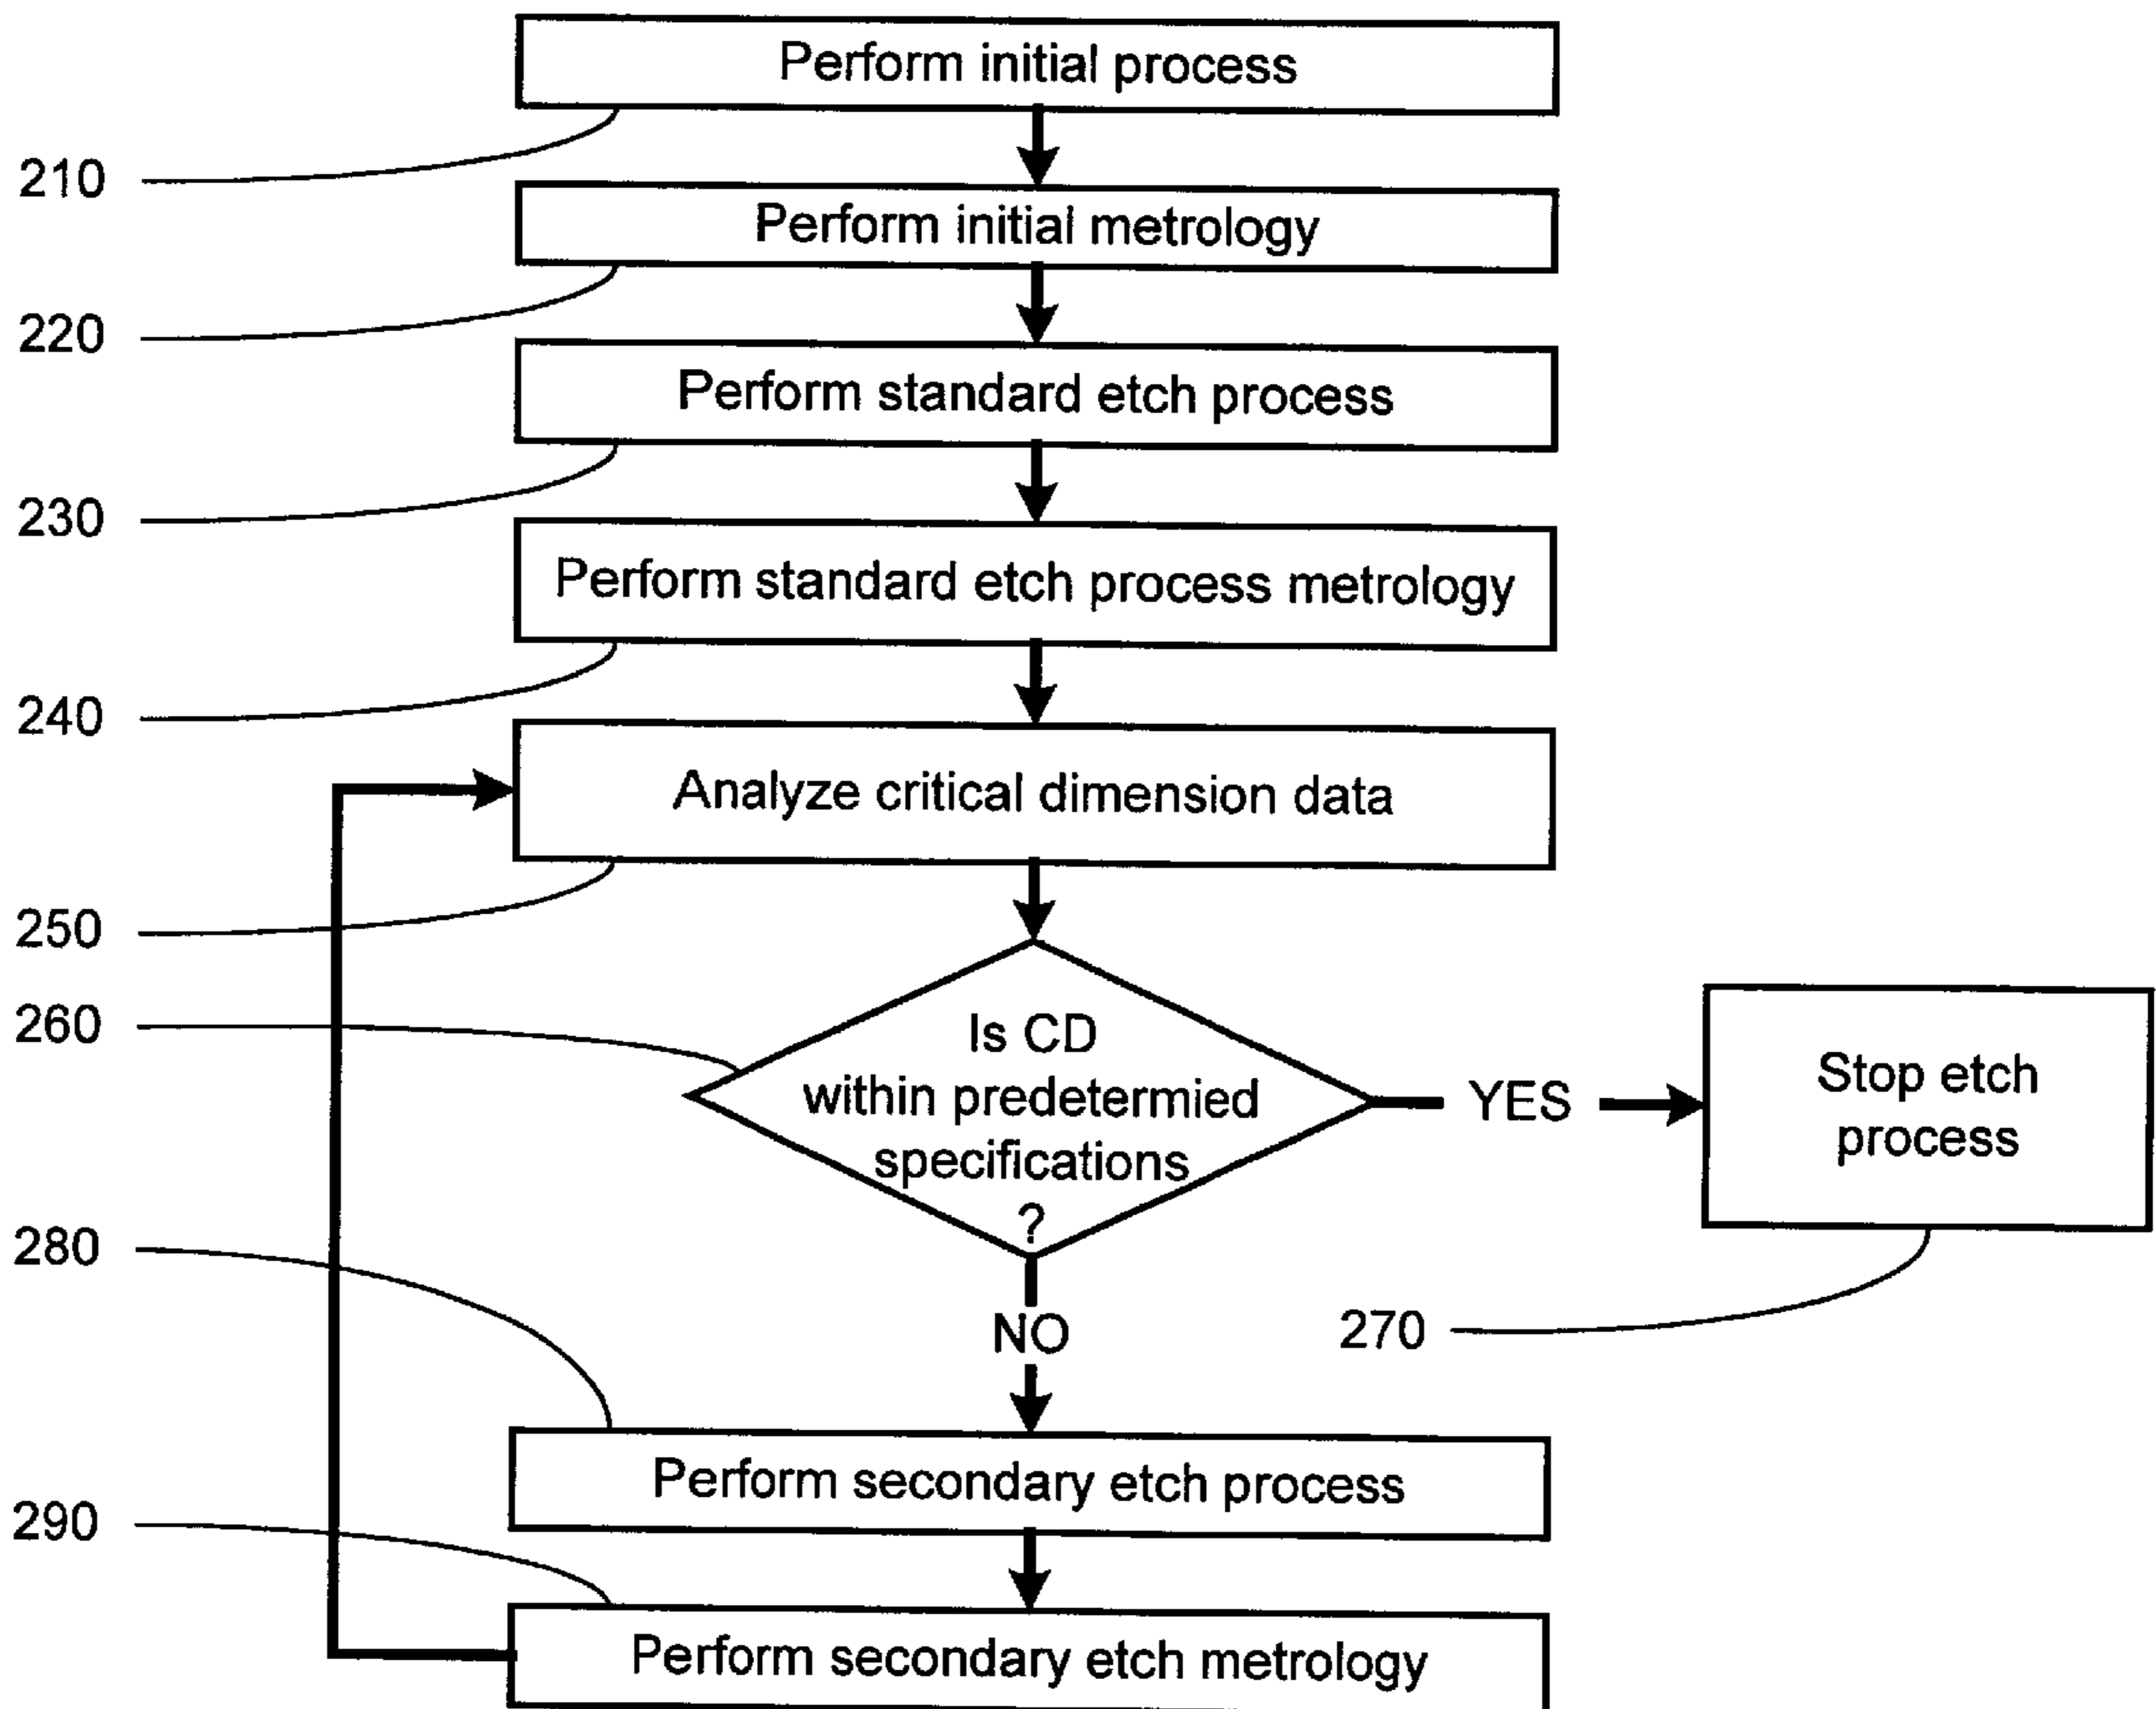 Perform initial process
210
Perform initial metrology
220
Perform standard etch process
230
Perform standard etch process metrology
240
Analyze critical dimension data
250
260
Is CD
within predetermied
specifications
?
YES
Stop etch
process
280
NO
270
Perform secondary etch process
290
Perform secondary etch metrology